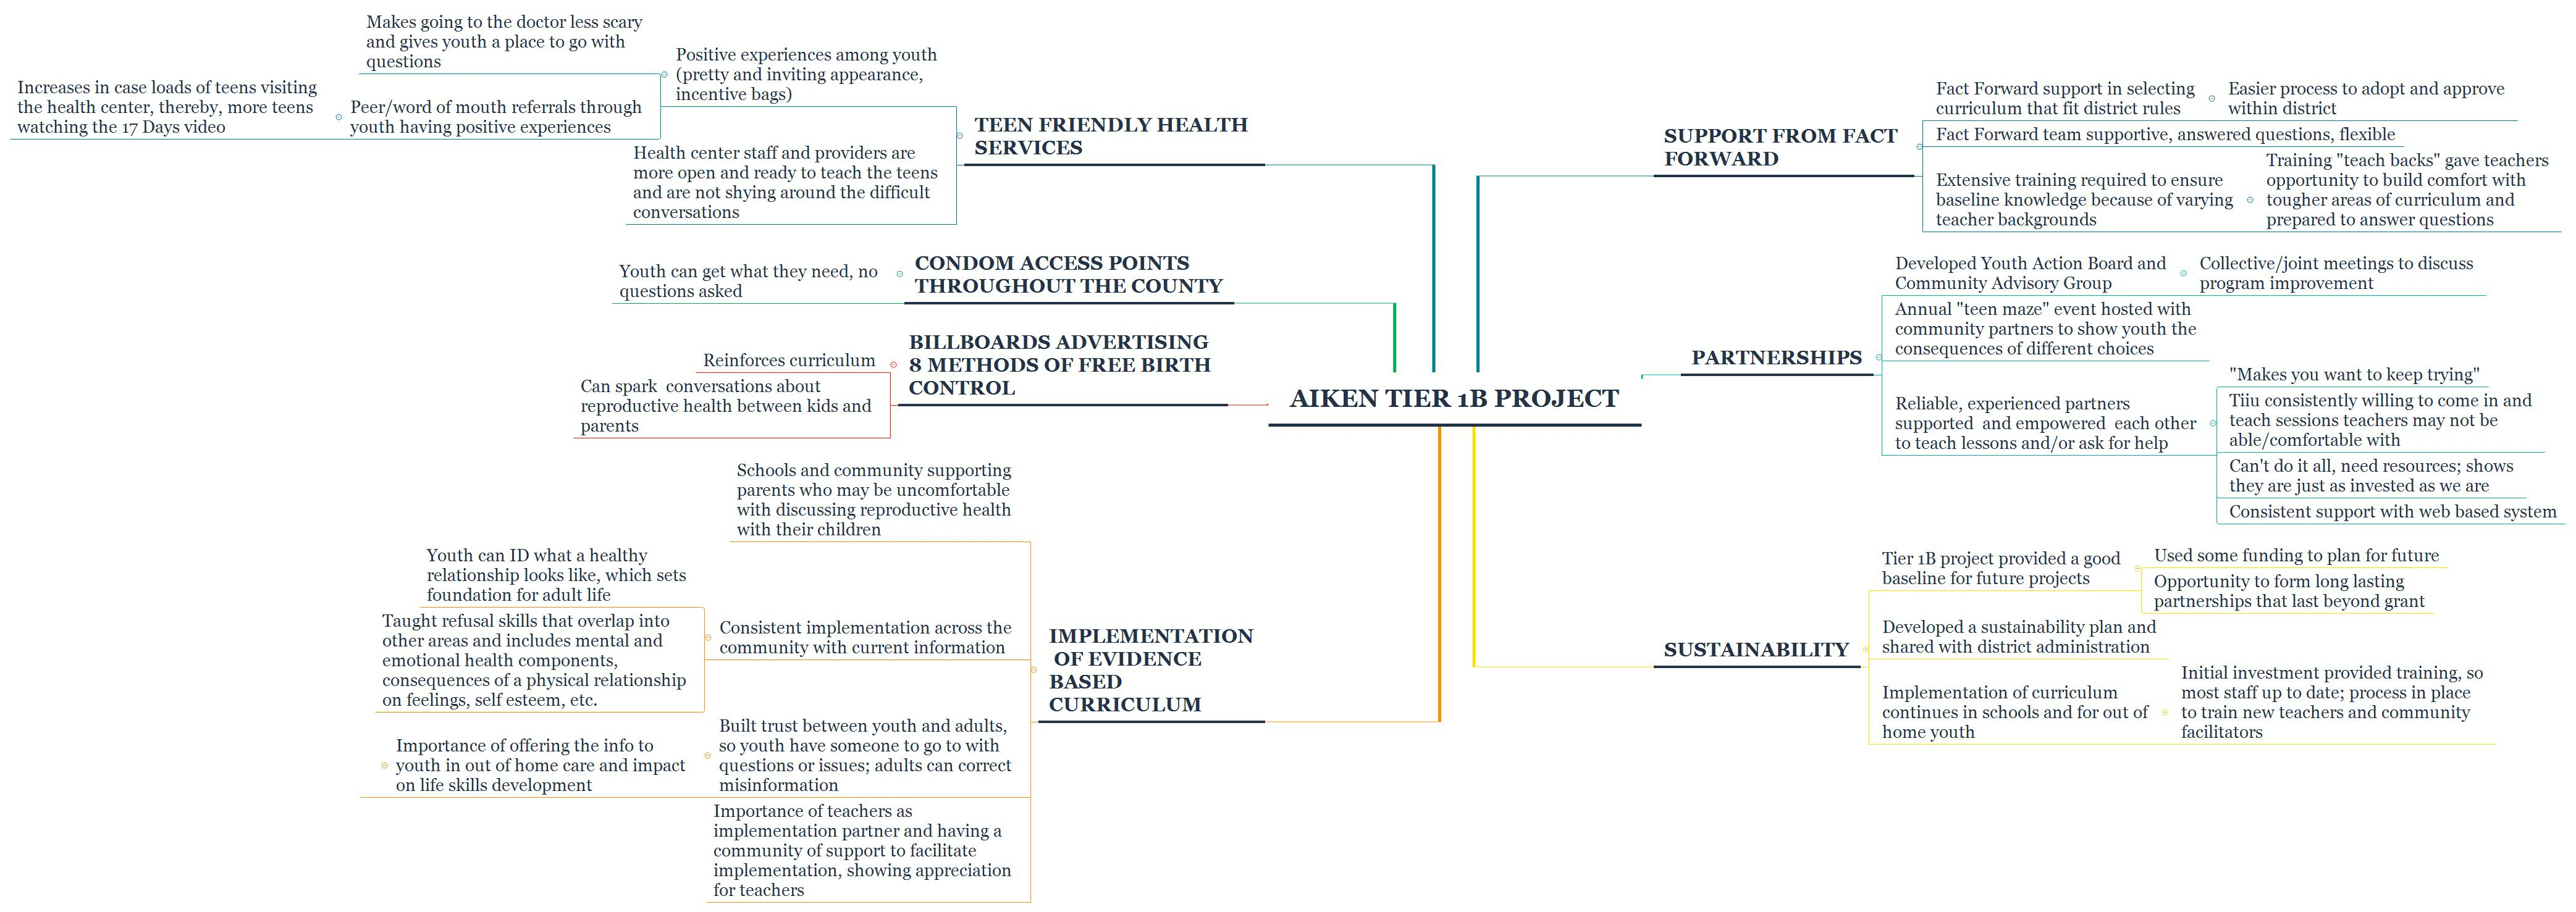 Makes going to the doctor less scary
and gives youth a place to go with
questions
Increases in case loads of teens visiting
the health center, thereby, more teens
watching the 17 Days video
Peer/word of mouth referrals through
youth having positive experiences
Positive experiences among youth
(pretty and inviting appearance,
incentive bags)
Health center staff and providers are
more open and ready to teach the teens
and are not shying around the difficult
conversations
TEEN FRIENDLY HEALTH
SERVICES
Youth can get what they need, no
questions asked
CONDOM ACCESS POINTS
THROUGHOUT THE COUNTY
Reinforces curriculum
Can spark  conversations about
reproductive health between kids and
parents
BILLBOARDS ADVERTISING
8 METHODS OF FREE BIRTH
CONTROL
Schools and community supporting
parents who may be uncomfortable
with discussing reproductive health
with their children
Youth can ID what a healthy
relationship looks like, which sets
foundation for adult life
Taught refusal skills that overlap into
other areas and includes mental and
emotional health components,
consequences of a physical relationship
on feelings, self esteem, etc.
Consistent implementation across the
community with current information
Importance of offering the info to
youth in out of home care and impact
on life skills development
Built trust between youth and adults,
so youth have someone to go to with
questions or issues; adults can correct
misinformation
Importance of teachers as
implementation partner and having a
community of support to facilitate
implementation, showing appreciation
for teachers
IMPLEMENTATION
OF EVIDENCE
BASED
CURRICULUM
AIKEN TIER 1B PROJECT
SUPPORT FROM FACT
FORWARD
Fact Forward support in selecting
curriculum that fit district rules
Easier process to adopt and approve
within district
Fact Forward team supportive, answered questions, flexible
Extensive training required to ensure
baseline knowledge because of varying
teacher backgrounds
Training "teach backs" gave teachers
opportunity to build comfort with
tougher areas of curriculum and
prepared to answer questions
PARTNERSHIPS
Developed Youth Action Board and
Community Advisory Group
Collective/joint meetings to discuss
program improvement
Annual "teen maze" event hosted with
community partners to show youth the
consequences of different choices
Reliable, experienced partners
supported  and empowered  each other
to teach lessons and/or ask for help
"Makes you want to keep trying"
Tiiu consistently willing to come in and
teach sessions teachers may not be
able/comfortable with
Can't do it all, need resources; shows
they are just as invested as we are
Consistent support with web based system
SUSTAINABILITY
Tier 1B project provided a good
baseline for future projects
Used some funding to plan for future
Opportunity to form long lasting
partnerships that last beyond grant
Developed a sustainability plan and
shared with district administration
Implementation of curriculum
continues in schools and for out of
home youth
Initial investment provided training, so
most staff up to date; process in place
to train new teachers and community
facilitators